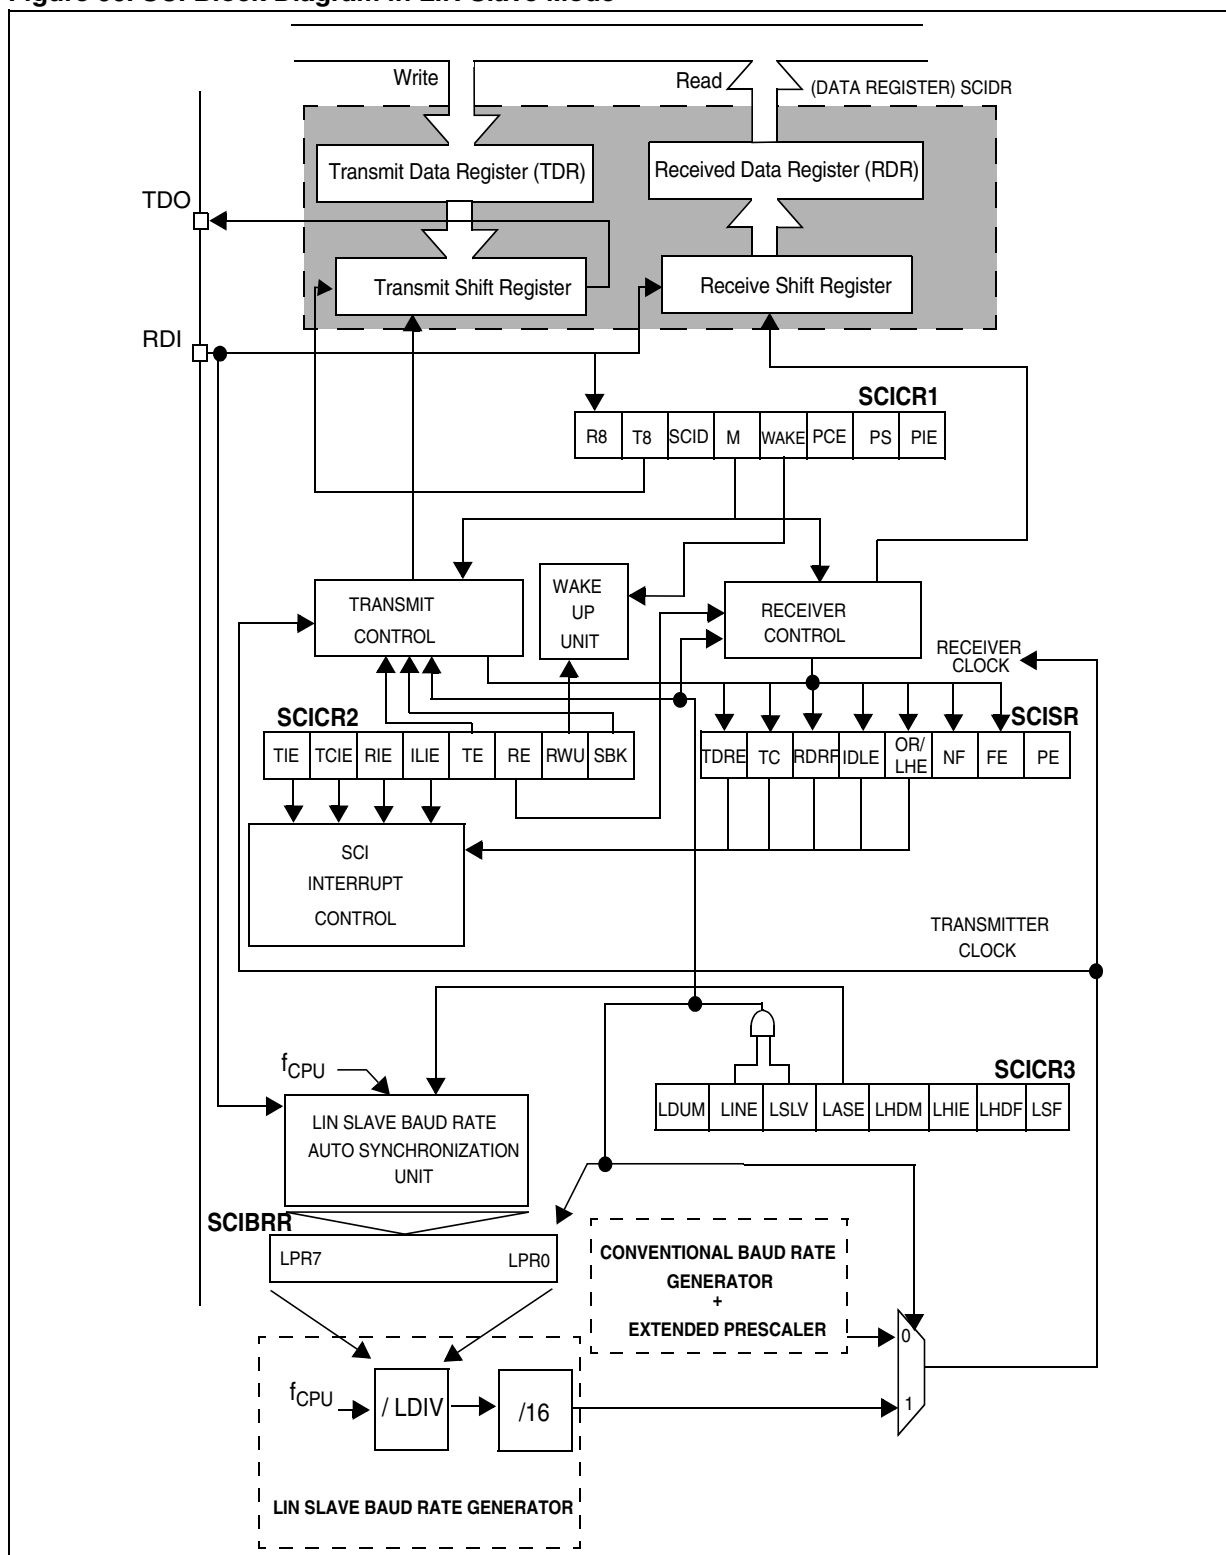 Write
Read
(DATA REGISTER) SCIDR
Transmit Data Register (TDR)
Received Data Register (RDR)
TDO
Transmit Shift Register
Receive Shift Register
RDI
SCICR1
R8 T8 SCID M WAKE PCE PS PIE
TRANSMIT
CONTROL
WAKE
UP
UNIT
RECEIVER
CONTROL
RECEIVER
CLOCK
SCICR2
TIE TCIE RIE ILIE TE RE RWU SBK
SCISR
TDRE TC RDRF IDLE OR/ LHE NF FE PE
SCI
INTERRUPT
CONTROL
TRANSMITTER
CLOCK
fCPU
SCICR3
LDUM LINE LSLV LASE LHDM LHIE LHDF LSF
LIN SLAVE BAUD RATE
AUTO SYNCHRONIZATION
UNIT
SCIBRR
LPR7 LPR0
CONVENTIONAL BAUD RATE
GENERATOR
+
EXTENDED PRESCALER
0
1
fCPU
/ LDIV
/16
LIN SLAVE BAUD RATE GENERATOR